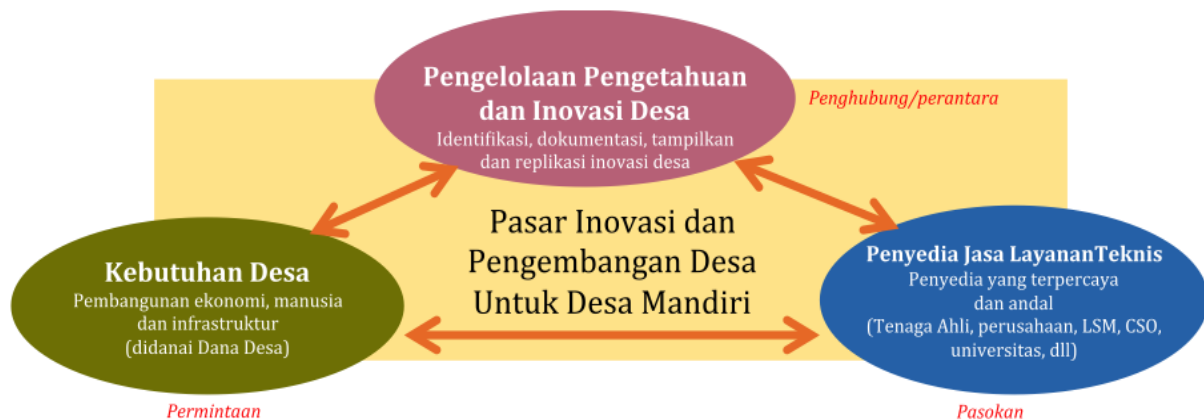 Pengelolaan Pengetahuan
dan Inovasi Desa
Identifikasi, dokumentasi, tampilkan
dan replikasi inovasi desa
Penghubung/perantara
Pasar Inovasi dan
Pengembangan Desa
Untuk Desa Mandiri
Kebutuhan Desa
Pembangunan ekonomi, manusia
dan infrastruktur
(didanai Dana Desa)
Permintaan
Penyedia Jasa LayananTeknis
Penyedia yang terpercaya
dan andal
(Tenaga Ahli, perusahaan, LSM, CSO,
universitas, dll)
Pasokan